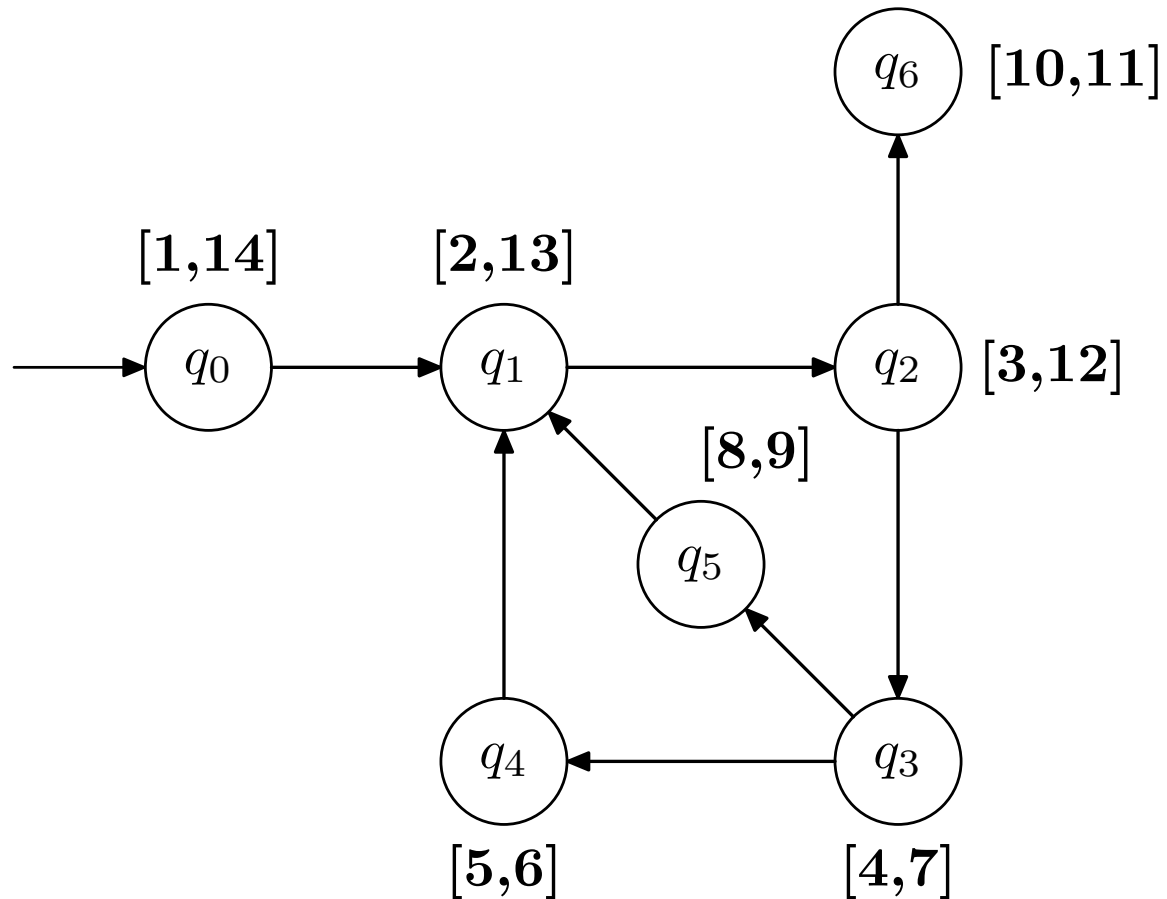 q6 [10,11]
[1,14] [2,13]
q0 q1 q2 [3,12]
[8,9]
q5
q4 q3
[5,6] [4,7]